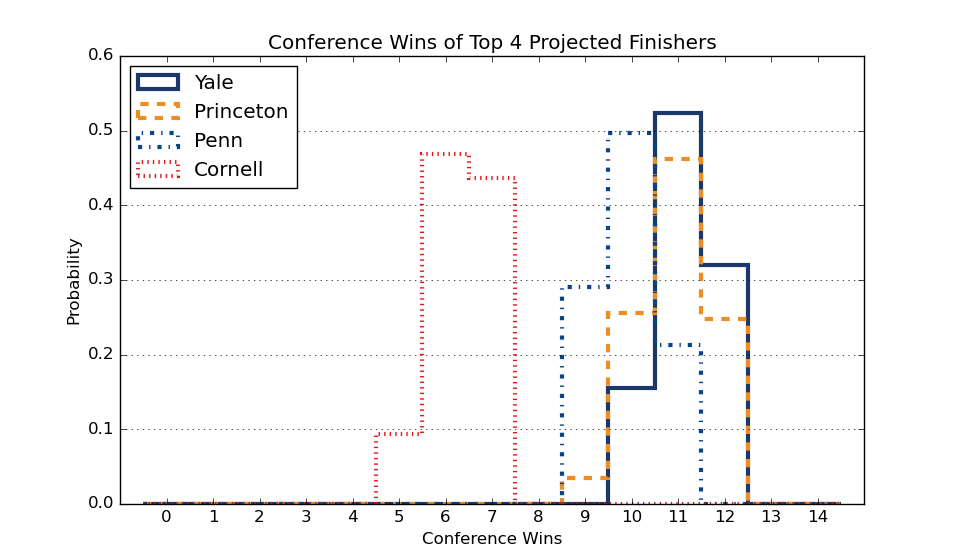 Conference Wins of Top 4 Projected Finishers
Yale
Princeton
Penn
Cornell
0.6
0.5
0.4
0.3
0.2
0.1
0.0
Probability
0 1 2 3 4 5 6 7 8 9 10 11 12 13 14
Conference Wins